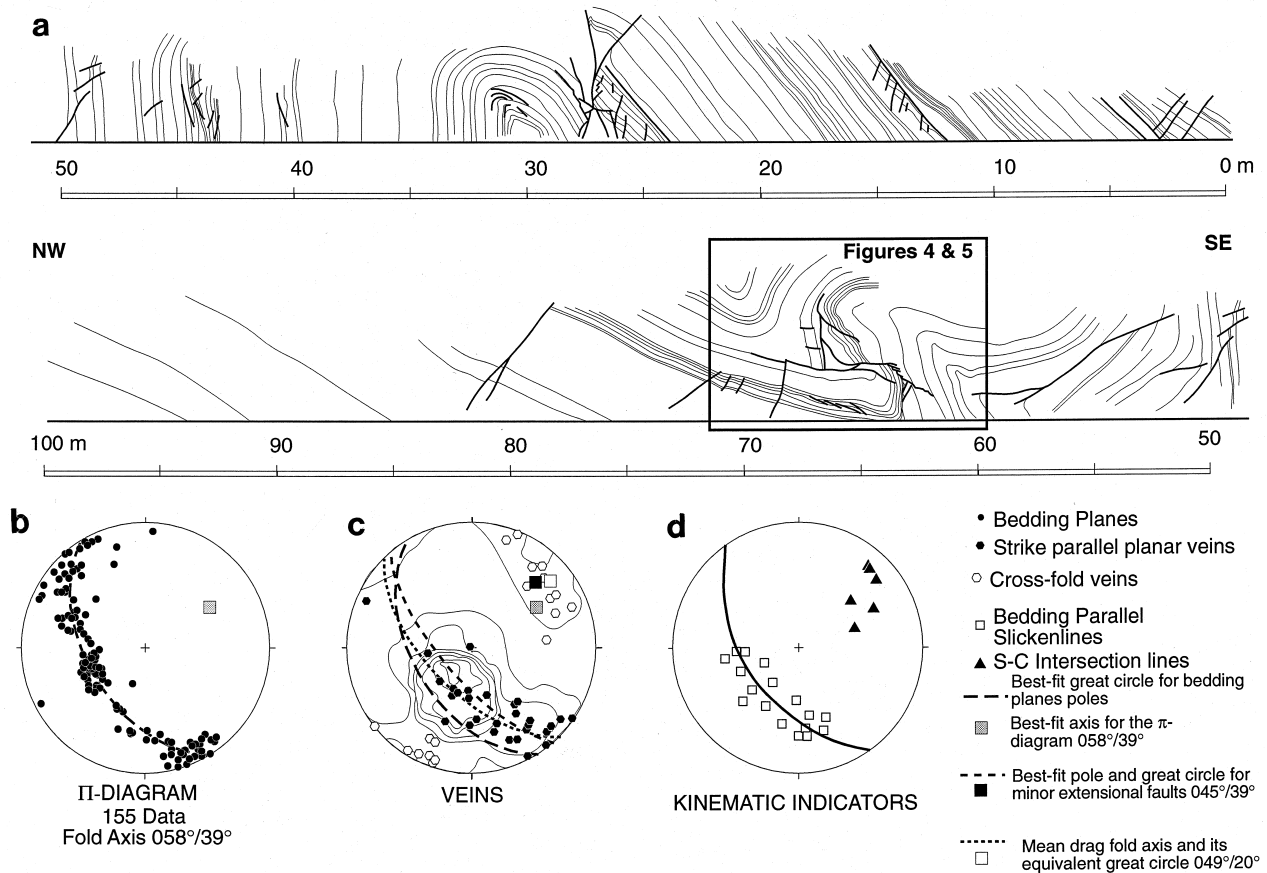 a
50 40 30 20 10 0 m
NW Figures 4 & 5 SE
100 m 90 80 70 60 50
b c d
Bedding Planes
Strike parallel planar veins
Cross-fold veins
Bedding Parallel
Slickenlines
S-C Intersection lines
Best-fit great circle for bedding
planes poles
Best-fit axis for the π-
diagram 058°/39°
Best-fit pole and great circle for
minor extensional faults 045°/39°
Mean drag fold axis and its
equivalent great circle 049°/20°
Π-DIAGRAM
155 Data
Fold Axis 058°/39°
VEINS
KINEMATIC INDICATORS